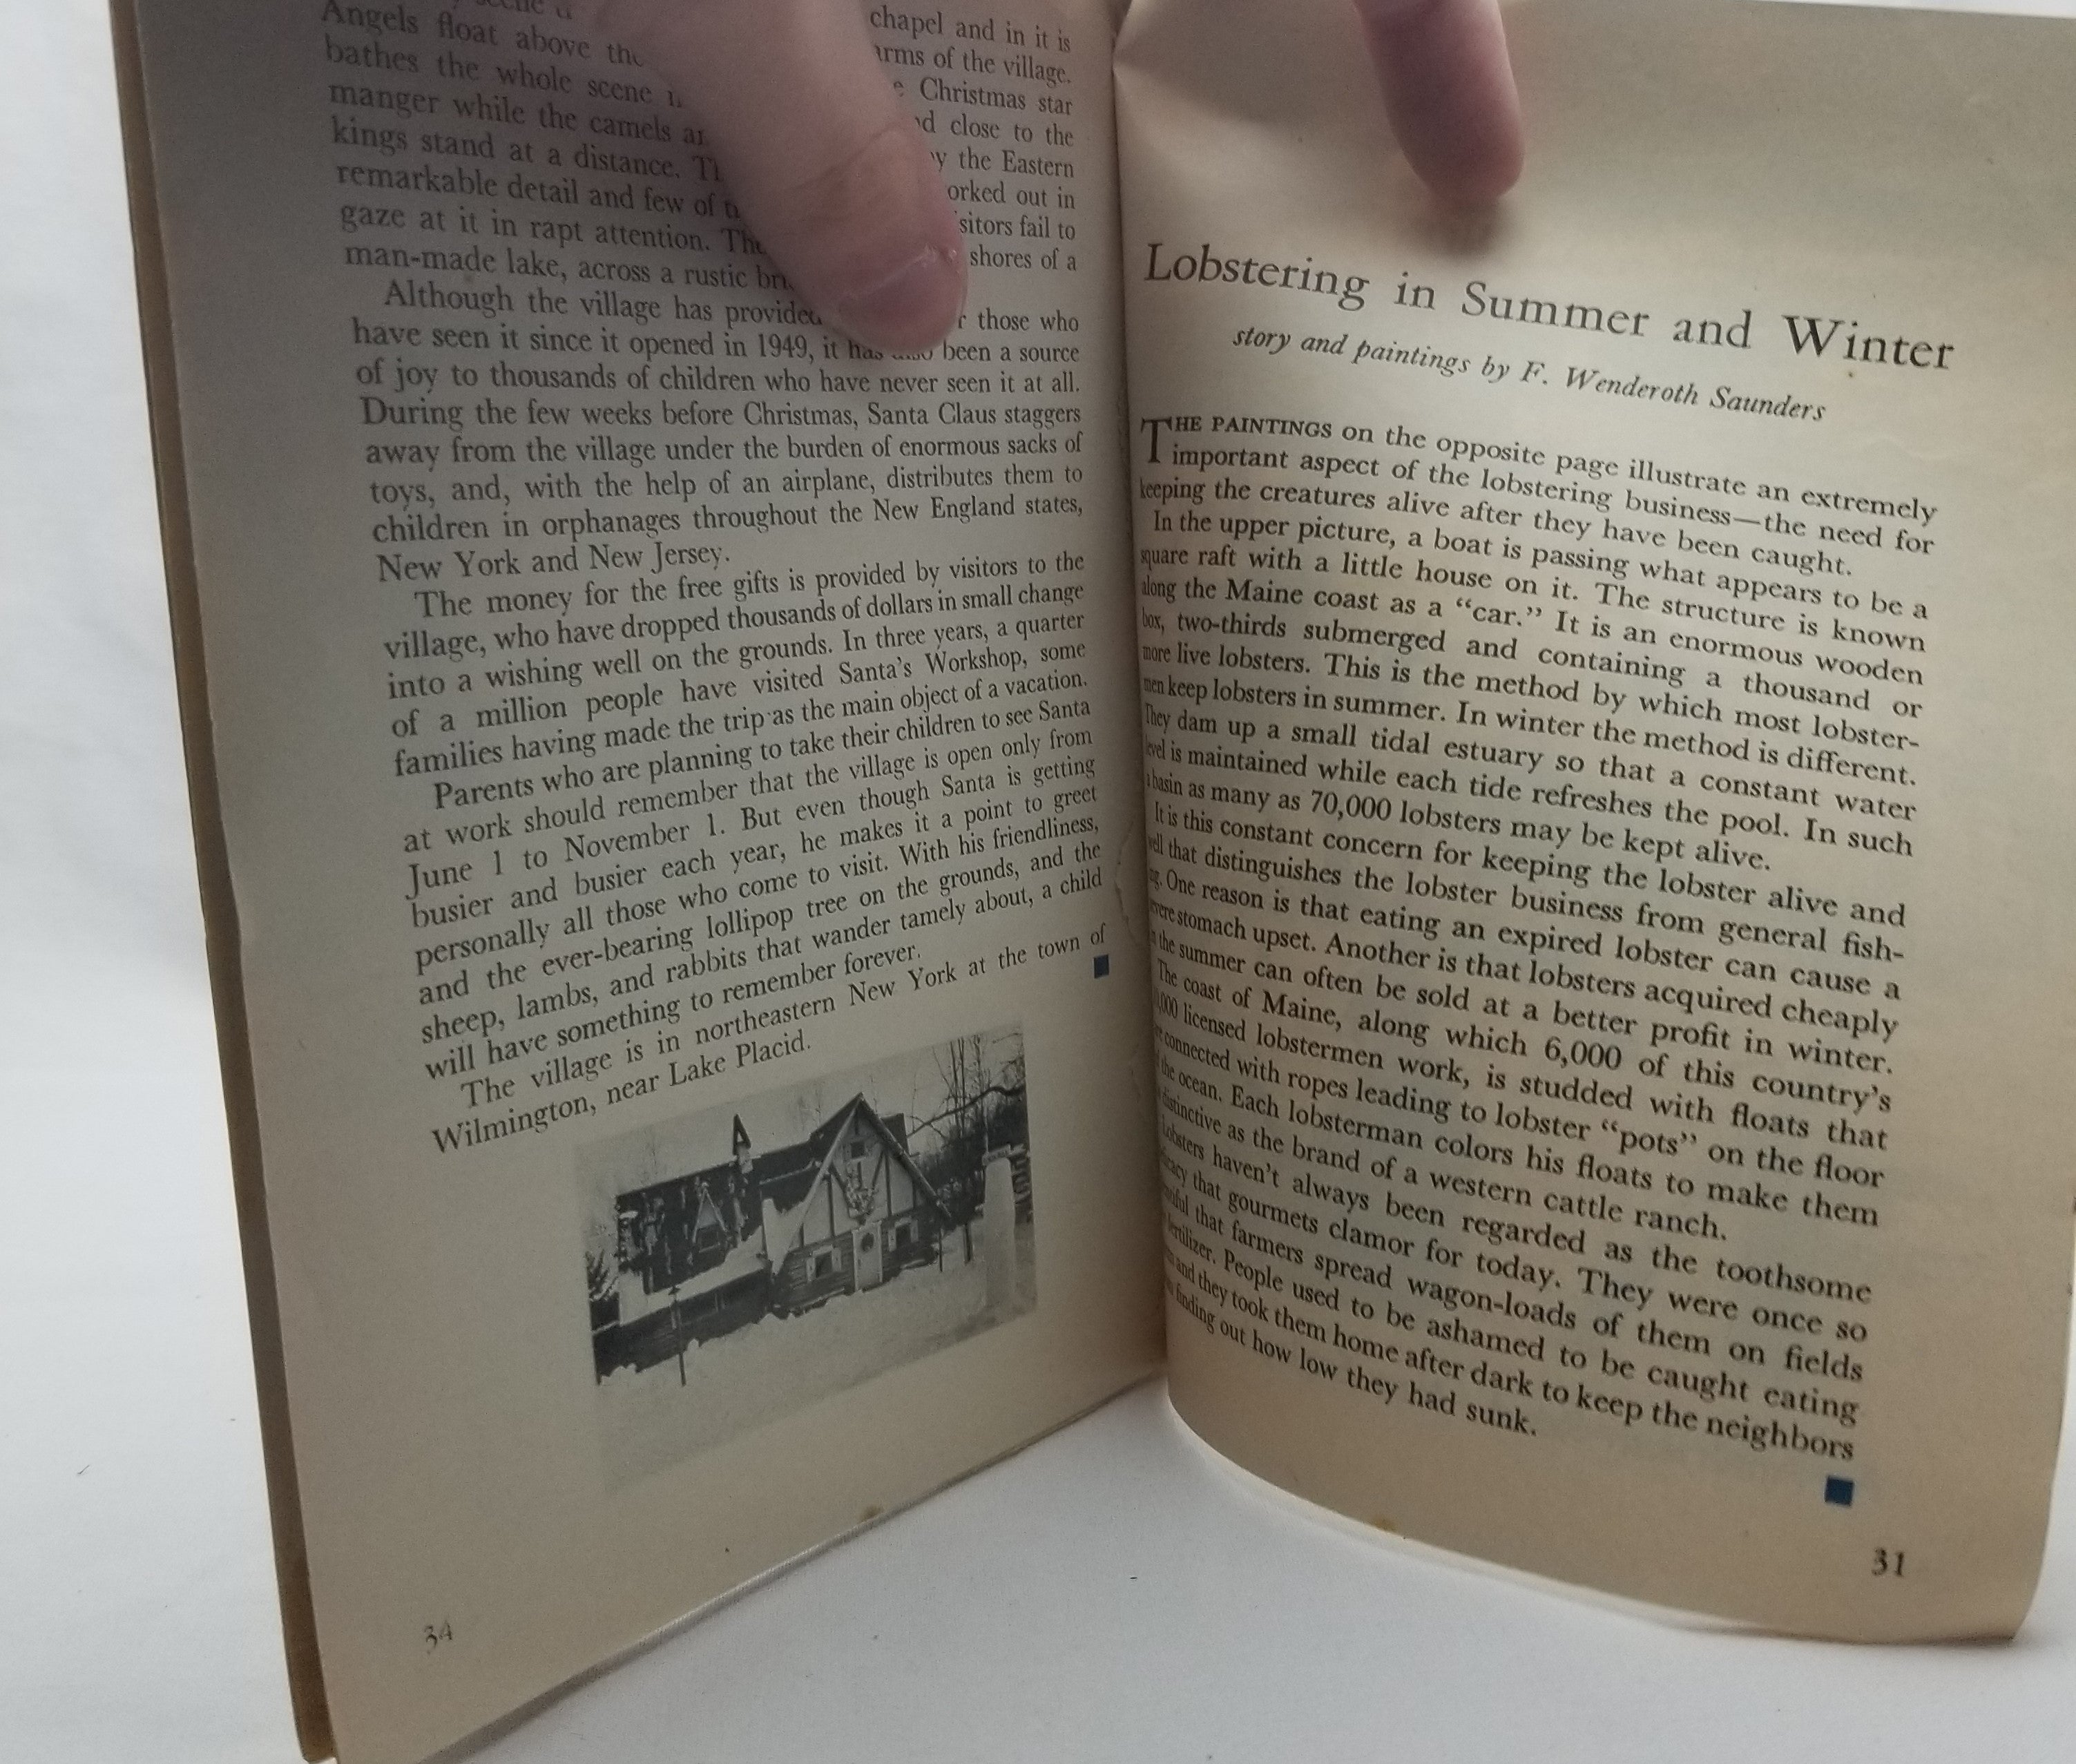 Angels float above the
chapel and in it is
bathes the whole scene
arms of the village.
manger while the camels
Christmas star
kings stand at a distance.
close to the
remarkable detail and few of
the Eastern
gaze at it in rapt attention. The
orked out in
man-made lake, across a rustic
sitors fail to
shores of a
Although the village has provided those who
have seen it since it opened in 1949, it has also been a source
of joy to thousands of children who have never seen it at all.
During the few weeks before Christmas, Santa Claus staggers
away from the village under the burden of enormous sacks of
toys, and, with the help of an airplane, distributes them to
children in orphanages throughout the New England states,
New York and New Jersey.
The money for the free gifts is provided by visitors to the
village, who have dropped thousands of dollars in small change
into a wishing well on the grounds. In three years, a quarter
of a million people have visited Santa's Workshop, some
families having made the trip as the main object of a vacation.
Parents who are planning to take their children to see Santa
at work should remember that the village is open only from
June 1 to November 1. But even though Santa is getting
busier and busier each year, he makes it a point to greet
personally all those who come to visit. With his friendliness,
and the ever-bearing lollipop tree on the grounds, and the
sheep, lambs, and rabbits that wander tamely about, a child
will have something to remember forever.
The village is in northeastern New York at the town of
Wilmington, near Lake Placid.
34
Lobstering in Summer and Winter
story and paintings by F. Wenderoth Saunders
THE PAINTINGS on the opposite page illustrate an extremely
important aspect of the lobstering business—the need for
keeping the creatures alive after they have been caught.
In the upper picture, a boat is passing what appears to be a
square raft with a little house on it. The structure is known
along the Maine coast as a "car." It is an enormous wooden
box, two-thirds submerged and containing a thousand or
more live lobsters. This is the method by which most lobster-
men keep lobsters in summer. In winter the method is different.
They dam up a small tidal estuary so that a constant water
level is maintained while each tide refreshes the pool. In such
a basin as many as 70,000 lobsters may be kept alive.
It is this constant concern for keeping the lobster alive and
well that distinguishes the lobster business from general fish-
ing. One reason is that eating an expired lobster can cause a
severe stomach upset. Another is that lobsters acquired cheaply
in the summer can often be sold at a better profit in winter.
The coast of Maine, along which 6,000 of this country's
,000 licensed lobstermen work, is studded with floats that
connected with ropes leading to lobster "pots" on the floor
the ocean. Each lobsterman colors his floats to make them
distinctive as the brand of a western cattle ranch.
Lobsters haven't always been regarded as the toothsome
that gourmets clamor for today. They were once so
that farmers spread wagon-loads of them on fields
fertilizer. People used to be ashamed to be caught eating
and they took them home after dark to keep the neighbors
finding out how low they had sunk.
31